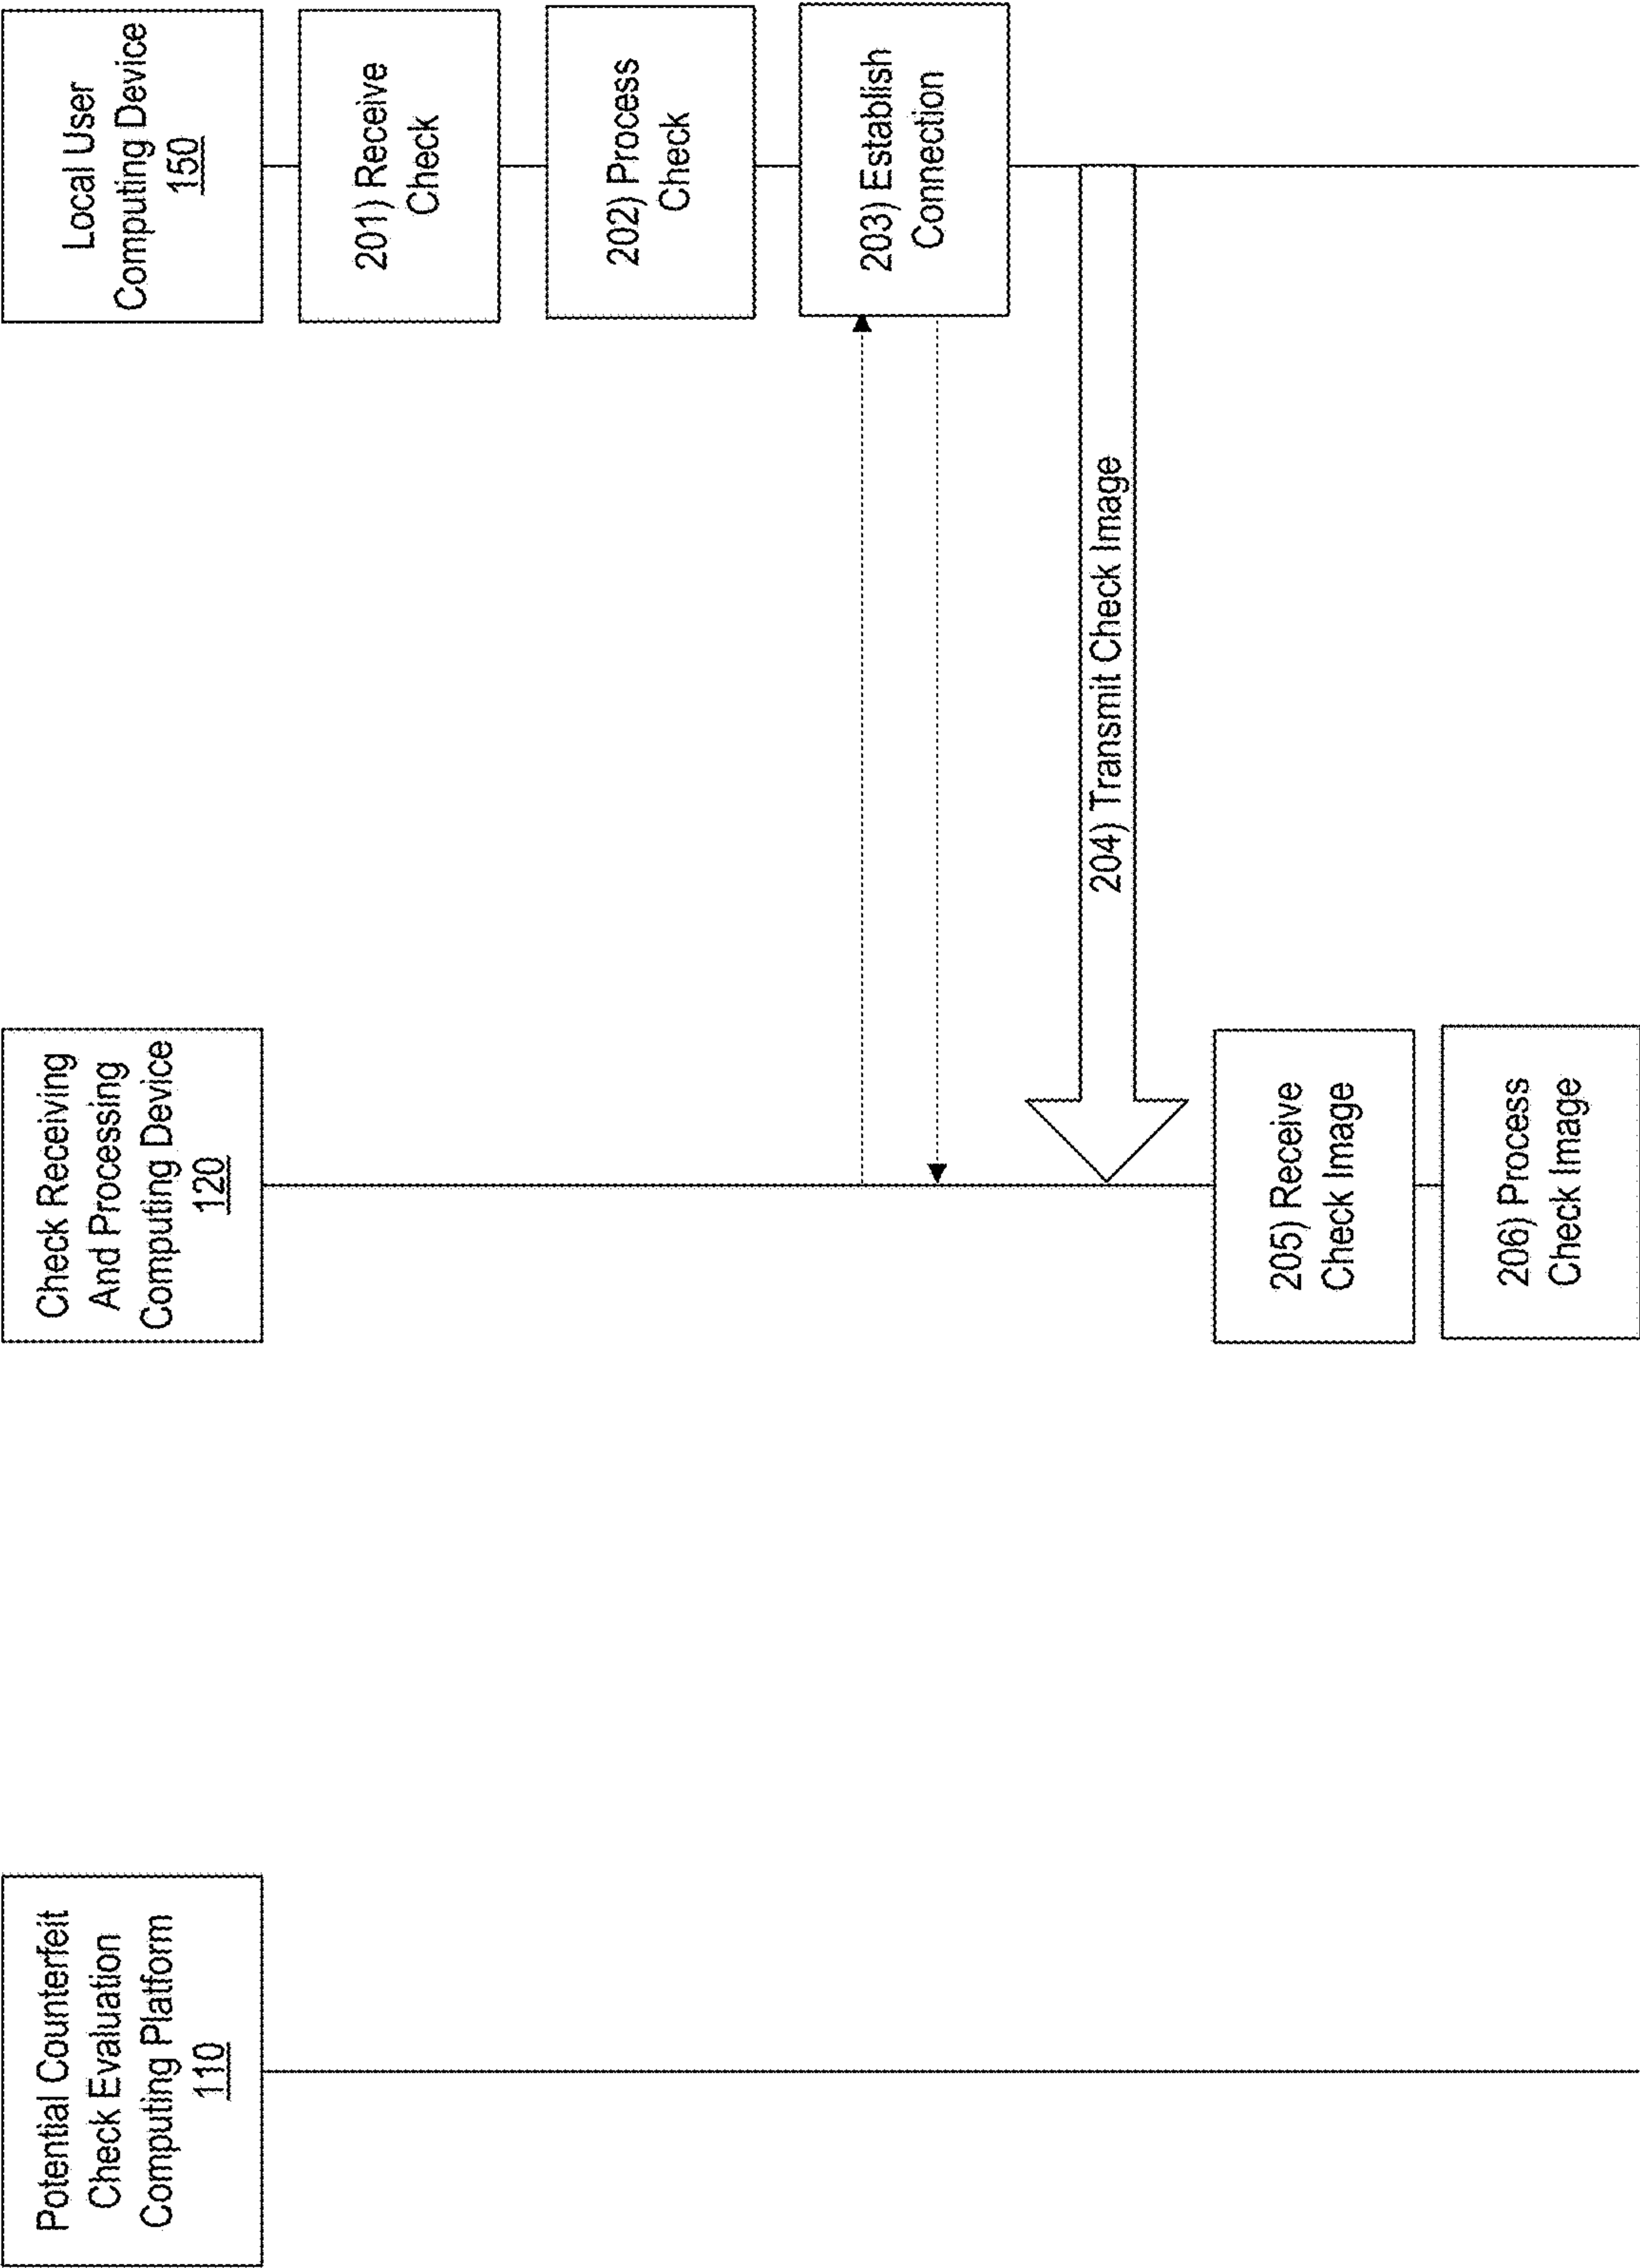 Potential Counterfeit
Check Evaluation
Computing Platform
110
Check Receiving
And Processing
Computing Device
120
Local User
Computing Device
150
201) Receive
Check
202) Process
Check
203) Establish
Connection
204) Transmit Check Image
205) Receive
Check Image
206) Process
Check Image